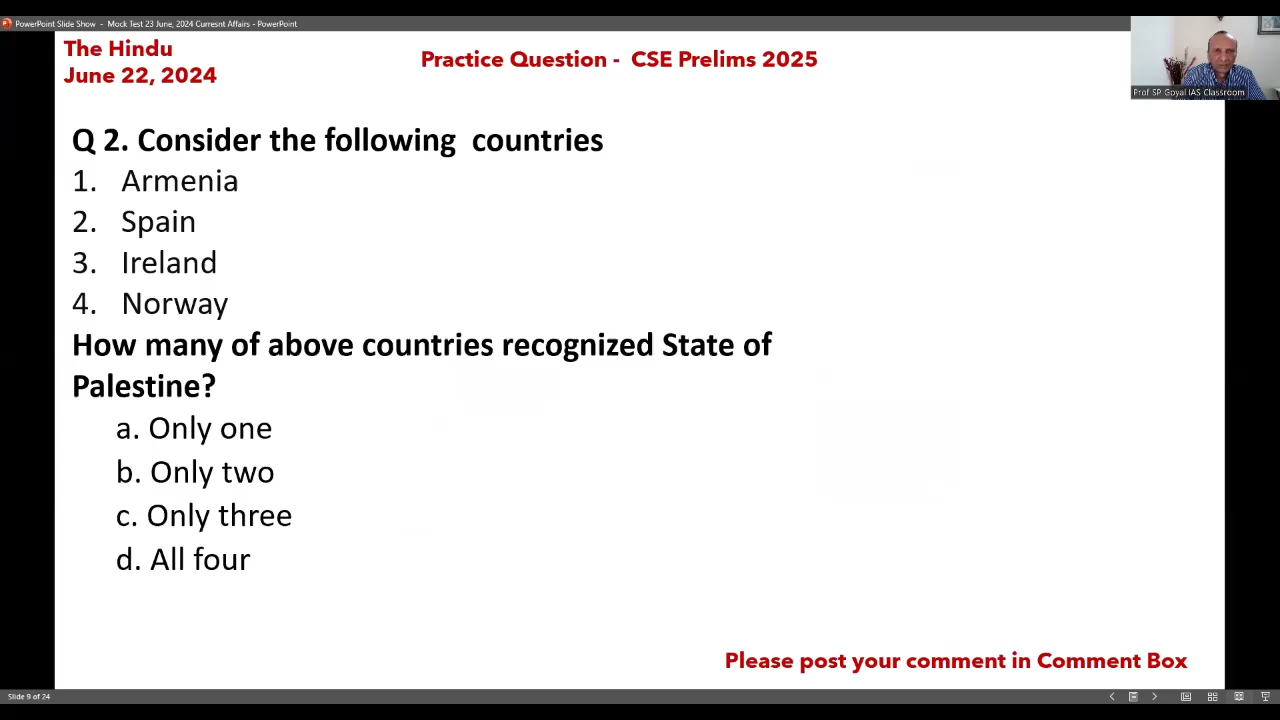 PowerPoint Slide Show - Mock Test 23 June, 2024 Curresnt Affairs - PowerPoint
The Hindu
June 22, 2024
Practice Question - CSE Prelims 2025
Prof SP Goyal IAS Classroom
Q 2. Consider the following countries
1. Armenia
2. Spain
3. Ireland
4. Norway
How many of above countries recognized State of
Palestine?
a. Only one
b. Only two
c. Only three
d. All four
Please post your comment in Comment Box
Slide 9 of 24